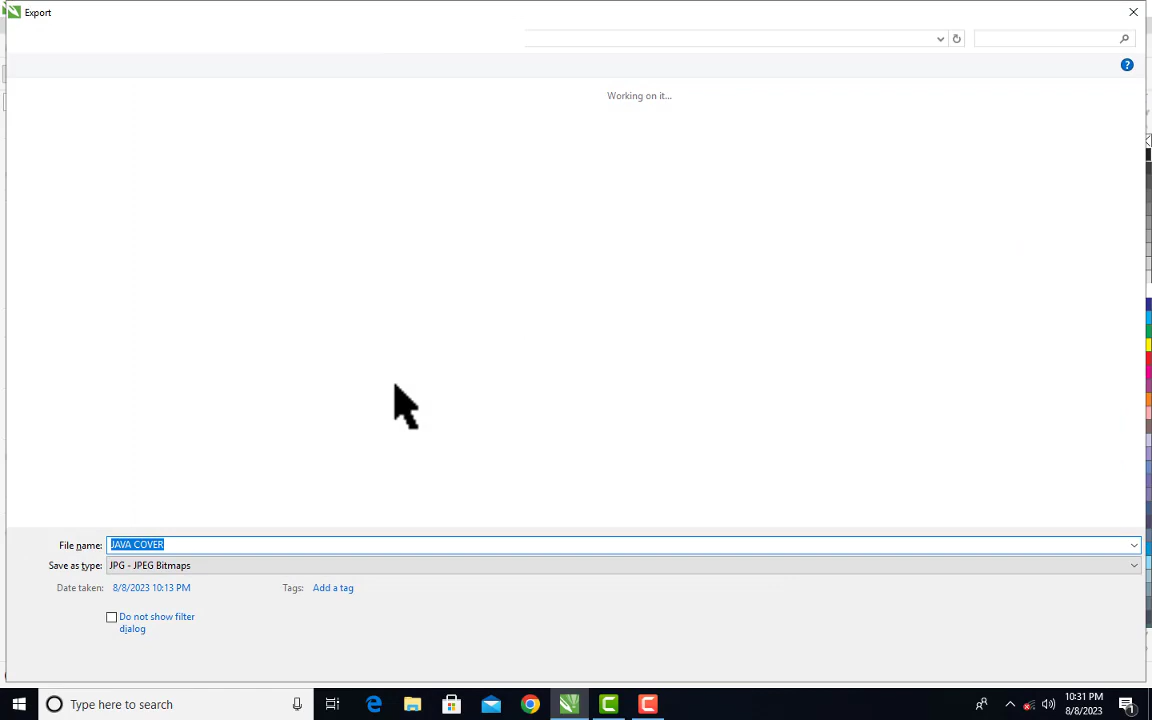 Export
Working on it...
File name: JAVA COVER
Save as type: JPG - JPEG Bitmaps
Date taken: 8/8/2023 10:13 PM Tags: Add a tag
Do not show filter
dialog
Type here to search
10:31 PM
8/8/2023
1